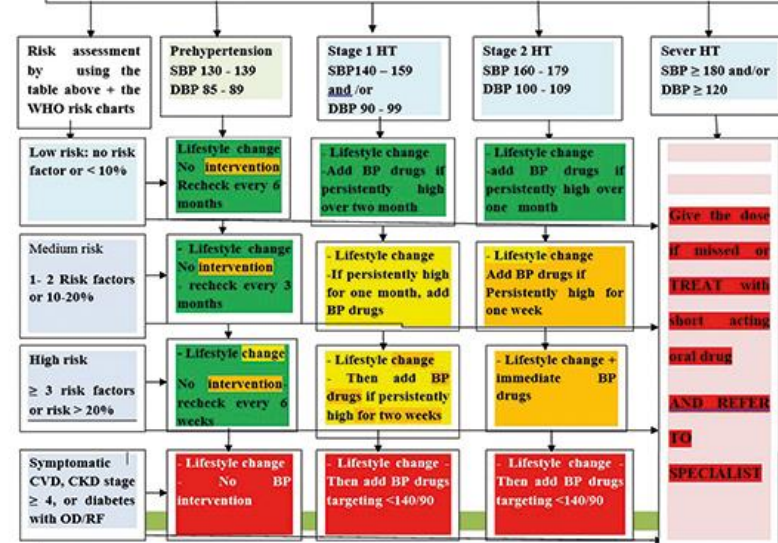 Risk assessment
by using the
table above + the
WHO risk charts
Prehypertension
SBP 130 - 139
DBP 85 - 89
Stage 1 HT
SBP140 – 159
and /or
DBP 90 - 99
Stage 2 HT
SBP 160 - 179
DBP 100 - 109
Sever HT
SBP ≥ 180 and/or
DBP ≥ 120
Low risk: no risk
factor or < 10%
Lifestyle change
No intervention
Recheck every 6
months
- Lifestyle change
-Add BP drugs if
persistently high
over two month
- Lifestyle change
-add BP drugs if
persistently high over
one month
Give the dose
if missed or
TREAT with
short acting
oral drug
AND REFER
TO
SPECIALIST
Medium risk
1- 2 Risk factors
or 10-20%
- Lifestyle change
No intervention
- recheck every 3
months
- Lifestyle change
-If persistently high
for one month, add
BP drugs
- Lifestyle change
Add BP drugs if
Persistently high for
one week
High risk
≥ 3 risk factors
or risk > 20%
- Lifestyle change
No intervention-
recheck every 6
weeks
- Lifestyle change
- Then add BP
drugs if persistently
high for two weeks
- Lifestyle change +
immediate BP
drugs
Symptomatic
CVD, CKD stage
≥ 4, or diabetes
with OD/RF
- Lifestyle change
- No BP
intervention
- Lifestyle change -
Then add BP drugs
targeting <140/90
- Lifestyle change -
Then add BP drugs
targeting <140/90